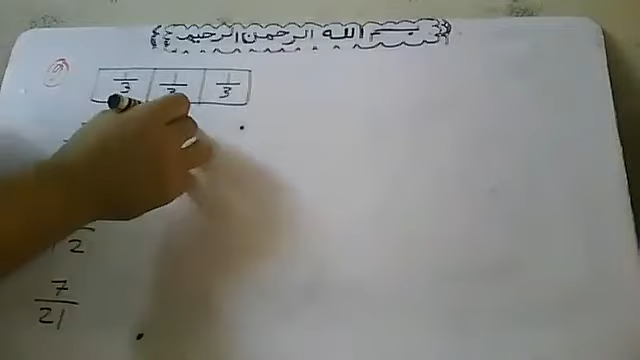 بسم الله الرحمن الرحيم
1/3 1/3 1/3
2
7/21